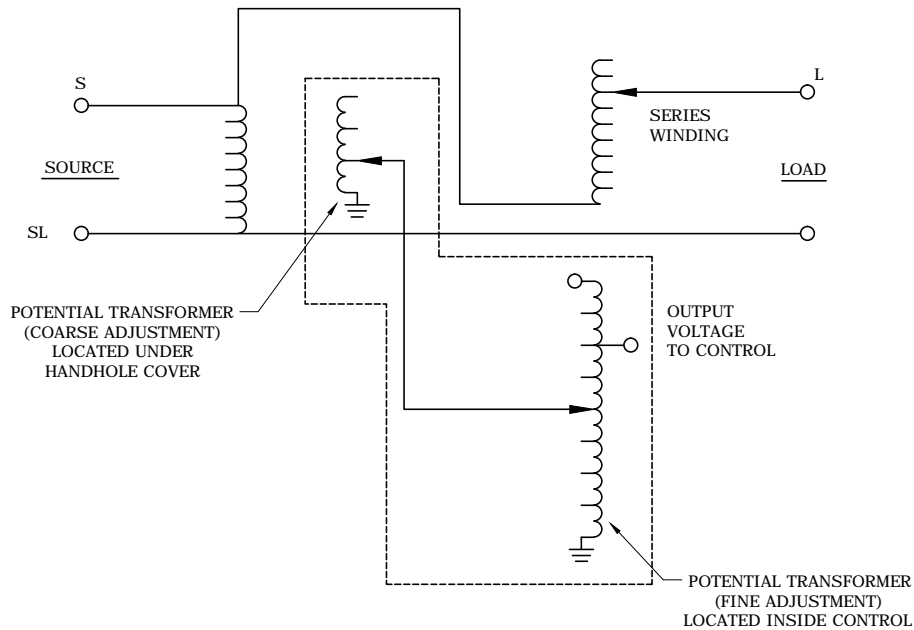 S
L
SERIES
WINDING
SOURCE
LOAD
SL
POTENTIAL TRANSFORMER
(COARSE ADJUSTMENT)
LOCATED UNDER
HANDHOLE COVER
OUTPUT
VOLTAGE
TO CONTROL
POTENTIAL TRANSFORMER
(FINE ADJUSTMENT)
LOCATED INSIDE CONTROL